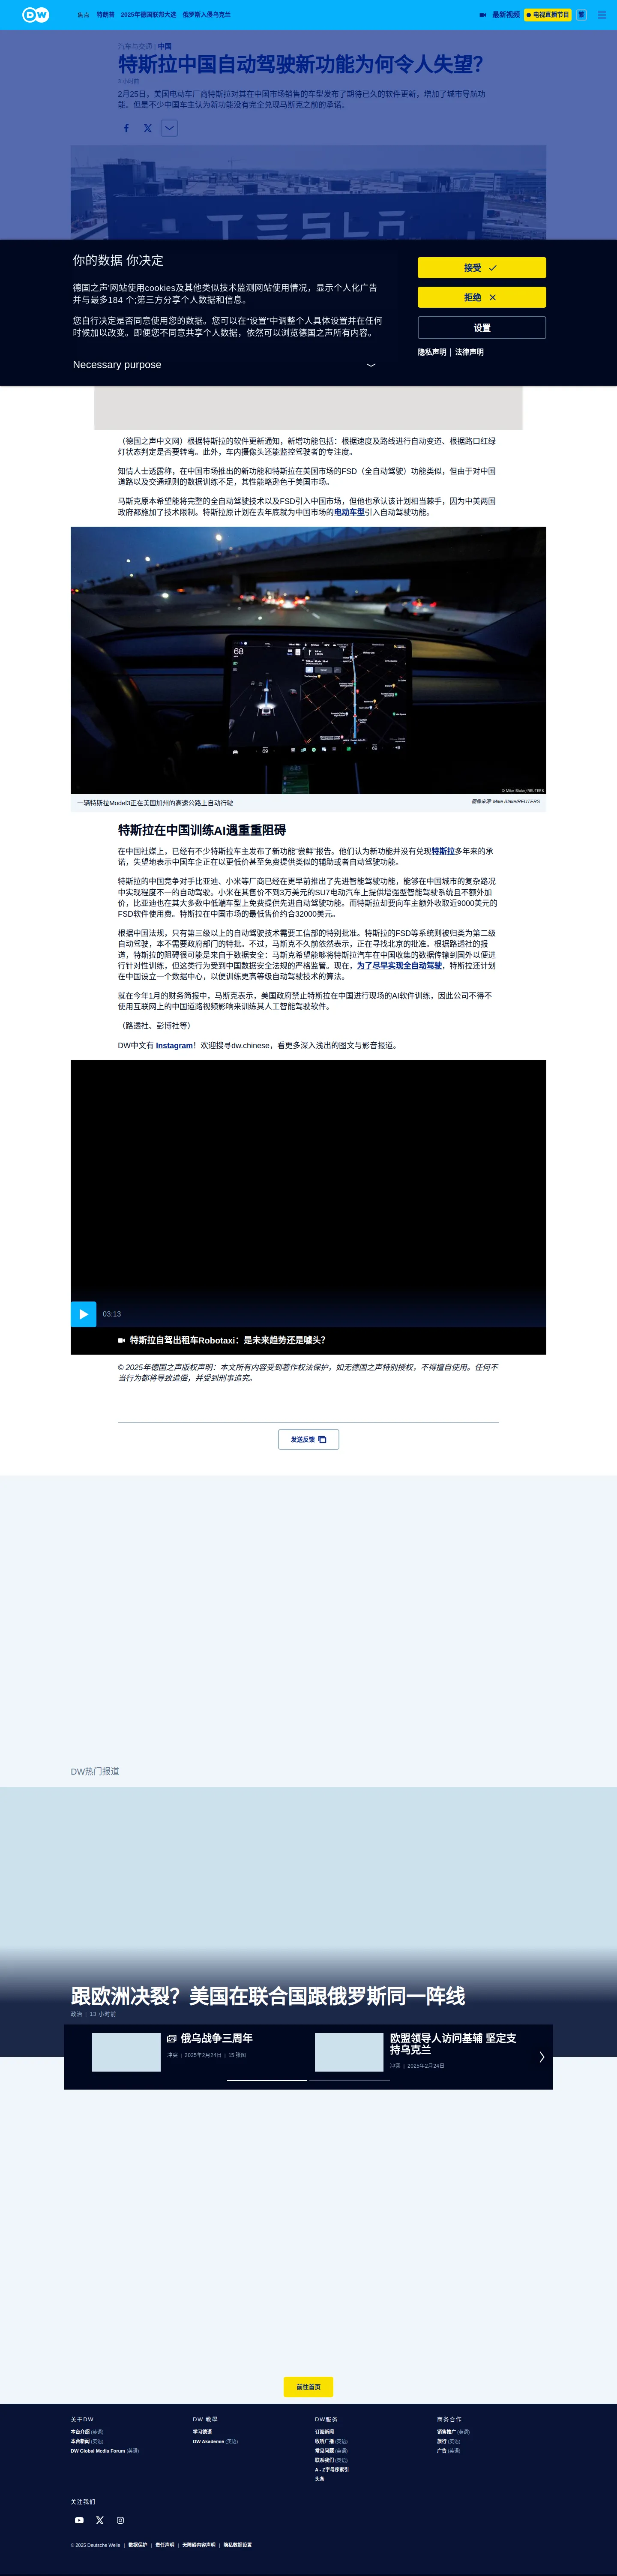 DW
焦点 特朗普 2025年德国联邦大选 俄罗斯入侵乌克兰 最新视频 电视直播节目 繁
汽车与交通 | 中国
特斯拉中国自动驾驶新功能为何令人失望？
3 小时前
2月25日，美国电动车厂商特斯拉对其在中国市场销售的车型发布了期待已久的软件更新，增加了城市导航功
能。但是不少中国车主认为新功能没有完全兑现马斯克之前的承诺。
TESLA
你的数据 你决定
德国之声'网站使用cookies及其他类似技术监测网站使用情况，显示个人化广告
并与最多184 个;第三方分享个人数据和信息。
您自行决定是否同意使用您的数据。您可以在“设置”中调整个人具体设置并在任何
时候加以改变。即便您不同意共享个人数据，依然可以浏览德国之声所有内容。
Necessary purpose
接受
拒绝
设置
隐私声明 | 法律声明
（德国之声中文网）根据特斯拉的软件更新通知，新增功能包括：根据速度及路线进行自动变道、根据路口红绿
灯状态判定是否要转弯。此外，车内摄像头还能监控驾驶者的专注度。
知情人士透露称，在中国市场推出的新功能和特斯拉在美国市场的FSD（全自动驾驶）功能类似，但由于对中国
道路以及交通规则的数据训练不足，其性能略逊色于美国市场。
马斯克原本希望能将完整的全自动驾驶技术以及FSD引入中国市场，但他也承认该计划相当棘手，因为中美两国
政府都施加了技术限制。特斯拉原计划在去年底就为中国市场的电动车型引入自动驾驶功能。
68
© Mike Blake/REUTERS
一辆特斯拉Model3正在美国加州的高速公路上自动行驶
图像来源: Mike Blake/REUTERS
特斯拉在中国训练AI遇重重阻碍
在中国社媒上，已经有不少特斯拉车主发布了新功能“尝鲜”报告。他们认为新功能并没有兑现特斯拉多年来的承
诺，失望地表示中国车企正在以更低价甚至免费提供类似的辅助或者自动驾驶功能。
特斯拉的中国竞争对手比亚迪、小米等厂商已经在更早前推出了先进智能驾驶功能，能够在中国城市的复杂路况
中实现程度不一的自动驾驶。小米在其售价不到3万美元的SU7电动汽车上提供增强型智能驾驶系统且不额外加
价，比亚迪也在其大多数中低端车型上免费提供先进自动驾驶功能。而特斯拉却要向车主额外收取近9000美元的
FSD软件使用费。特斯拉在中国市场的最低售价约合32000美元。
根据中国法规，只有第三级以上的自动驾驶技术需要工信部的特别批准。特斯拉的FSD等系统则被归类为第二级
自动驾驶，本不需要政府部门的特批。不过，马斯克不久前依然表示，正在寻找北京的批准。根据路透社的报
道，特斯拉的阻碍很可能是来自于数据安全：马斯克希望能够将特斯拉汽车在中国收集的数据传输到国外以便进
行针对性训练，但这类行为受到中国数据安全法规的严格监管。现在，为了尽早实现全自动驾驶，特斯拉还计划
在中国设立一个数据中心，以便训练更高等级自动驾驶技术的算法。
就在今年1月的财务简报中，马斯克表示，美国政府禁止特斯拉在中国进行现场的AI软件训练，因此公司不得不
使用互联网上的中国道路视频影响来训练其人工智能驾驶软件。
（路透社、彭博社等）
DW中文有 Instagram！欢迎搜寻dw.chinese，看更多深入浅出的图文与影音报道。
03:13
特斯拉自驾出租车Robotaxi：是未来趋势还是噱头？
© 2025年德国之声版权声明：本文所有内容受到著作权法保护，如无德国之声特别授权，不得擅自使用。任何不
当行为都将导致追偿，并受到刑事追究。
发送反馈
DW热门报道
跟欧洲决裂？美国在联合国跟俄罗斯同一阵线
政治 | 13 小时前
俄乌战争三周年
冲突 | 2025年2月24日 | 15 张图
欧盟领导人访问基辅 坚定支
持乌克兰
冲突 | 2025年2月24日
前往首页
关于DW
本台介绍 (英语)
本台新闻 (英语)
DW Global Media Forum (英语)
DW 教學
学习德语
DW Akademie (英语)
DW服务
订阅新闻
收听广播 (英语)
常见问题 (英语)
联系我们 (英语)
A - Z字母序索引
头条
商务合作
销售推广 (英语)
旅行 (英语)
广告 (英语)
关注我们
© 2025 Deutsche Welle | 数据保护 | 责任声明 | 无障碍内容声明 | 隐私数据设置